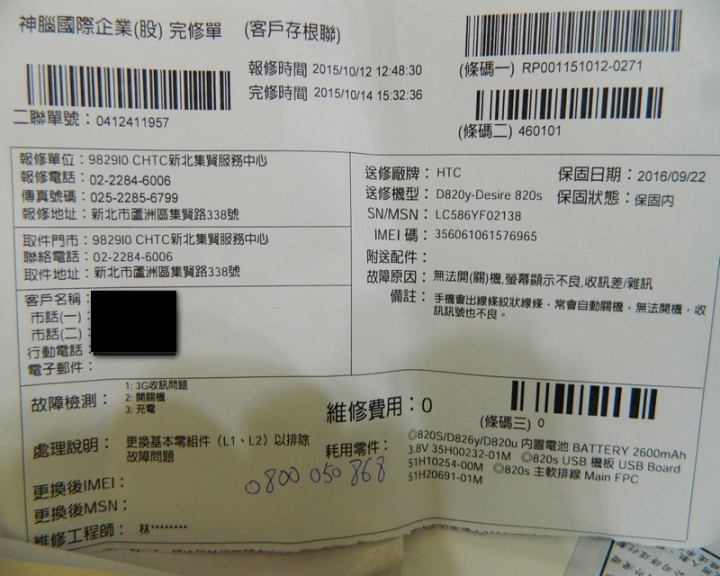 神腦國際企業(股) 完修單 (客戶存根聯)
報修時間 2015/10/12 12:48:30
完修時間 2015/10/14 15:32:36
(條碼一) RP001151012-0271
二聯單號：0412411957
(條碼二) 460101
報修單位：982910 CHTC新北集賢服務中心
報修電話：02-2284-6006
傳真號碼：025-2285-6799
報修地址：新北市蘆洲區集賢路338號
取件門市：982910 CHTC新北集賢服務中心
聯絡電話：02-2284-6006
取件地址：新北市蘆洲區集賢路338號
客戶名稱：
市話(一)：
市話(二)：
行動電話：
電子郵件：
送修廠牌：HTC 保固日期：2016/09/22
送修機型：D820y-Desire 820s 保固狀態：保固內
SN/MSN：LC586YF02138
IMEI 碼：356061061576965
附送配件：
故障原因：無法開(關)機,螢幕顯示不良,收訊差/雜訊
備註：手機會出線條紋狀線條，常會自動關機，無法開機，收
訊訊號也不良。
故障檢測：
1: 3G收訊問題
2: 開關機
3: 充電
維修費用：0
(條碼三) 0
處理說明：更換基本零組件（L1、L2）以排除
故障問題
耗用零件：◎820S/D826y/D820u 內置電池 BATTERY 2600mAh
3.8V 35H00232-01M ◎820s USB 機板 USB Board
51H10254-00M ◎820s 主軟排線 Main FPC
51H20691-01M
0800 050 868
更換後IMEI：
更換後MSN：
維修工程師：林********